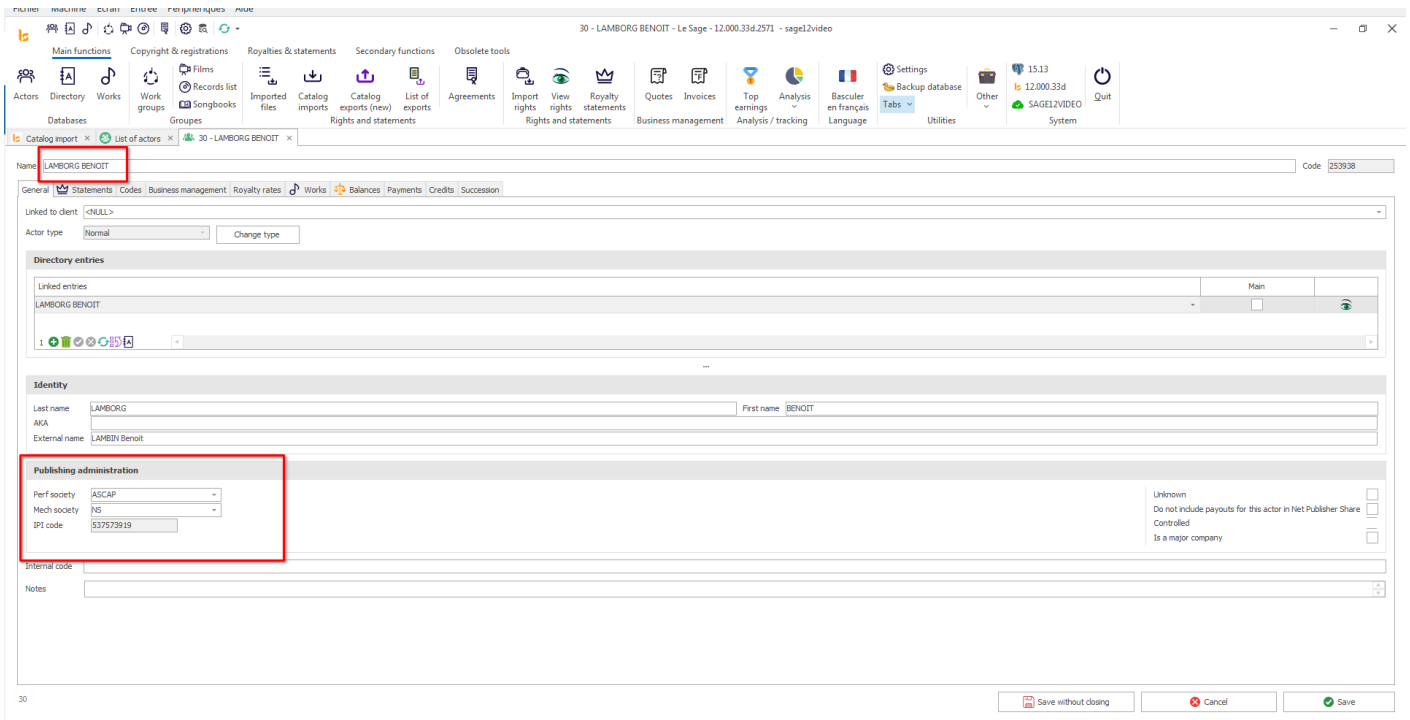 Fichier Machine Écran Entrée Périphériques Aide
30 - LAMBORG BENOIT - Le Sage - 12.000.33d.2571 - sage12video
Main functions Copyright & registrations Royalties & statements Secondary functions Obsolete tools
Actors Directory Works Work groups Films Records list Songbooks Imported files Catalog imports Catalog exports (new) List of exports Agreements Import rights View rights Royalty statements Quotes Invoices Top earnings Analysis Basculer en français Settings Backup database Tabs Other 15.13 12.000.33d SAGE12VIDEO Quit
Databases Groupes Rights and statements Rights and statements Business management Analysis / tracking Language Utilities System
Catalog import List of actors 30 - LAMBORG BENOIT
Name LAMBORG BENOIT Code 253938
General Statements Codes Business management Royalty rates Works Balances Payments Credits Succession
Linked to client <NULL>
Actor type Normal Change type
Directory entries
Linked entries Main
LAMBORG BENOIT
1
...
Identity
Last name LAMBORG First name BENOIT
AKA
External name LAMBIN Benoit
Publishing administration
Perf society ASCAP Unknown
Mech society NS Do not include payouts for this actor in Net Publisher Share
IPI code 537573919 Controlled
Is a major company
Internal code
Notes
30 Save without closing Cancel Save